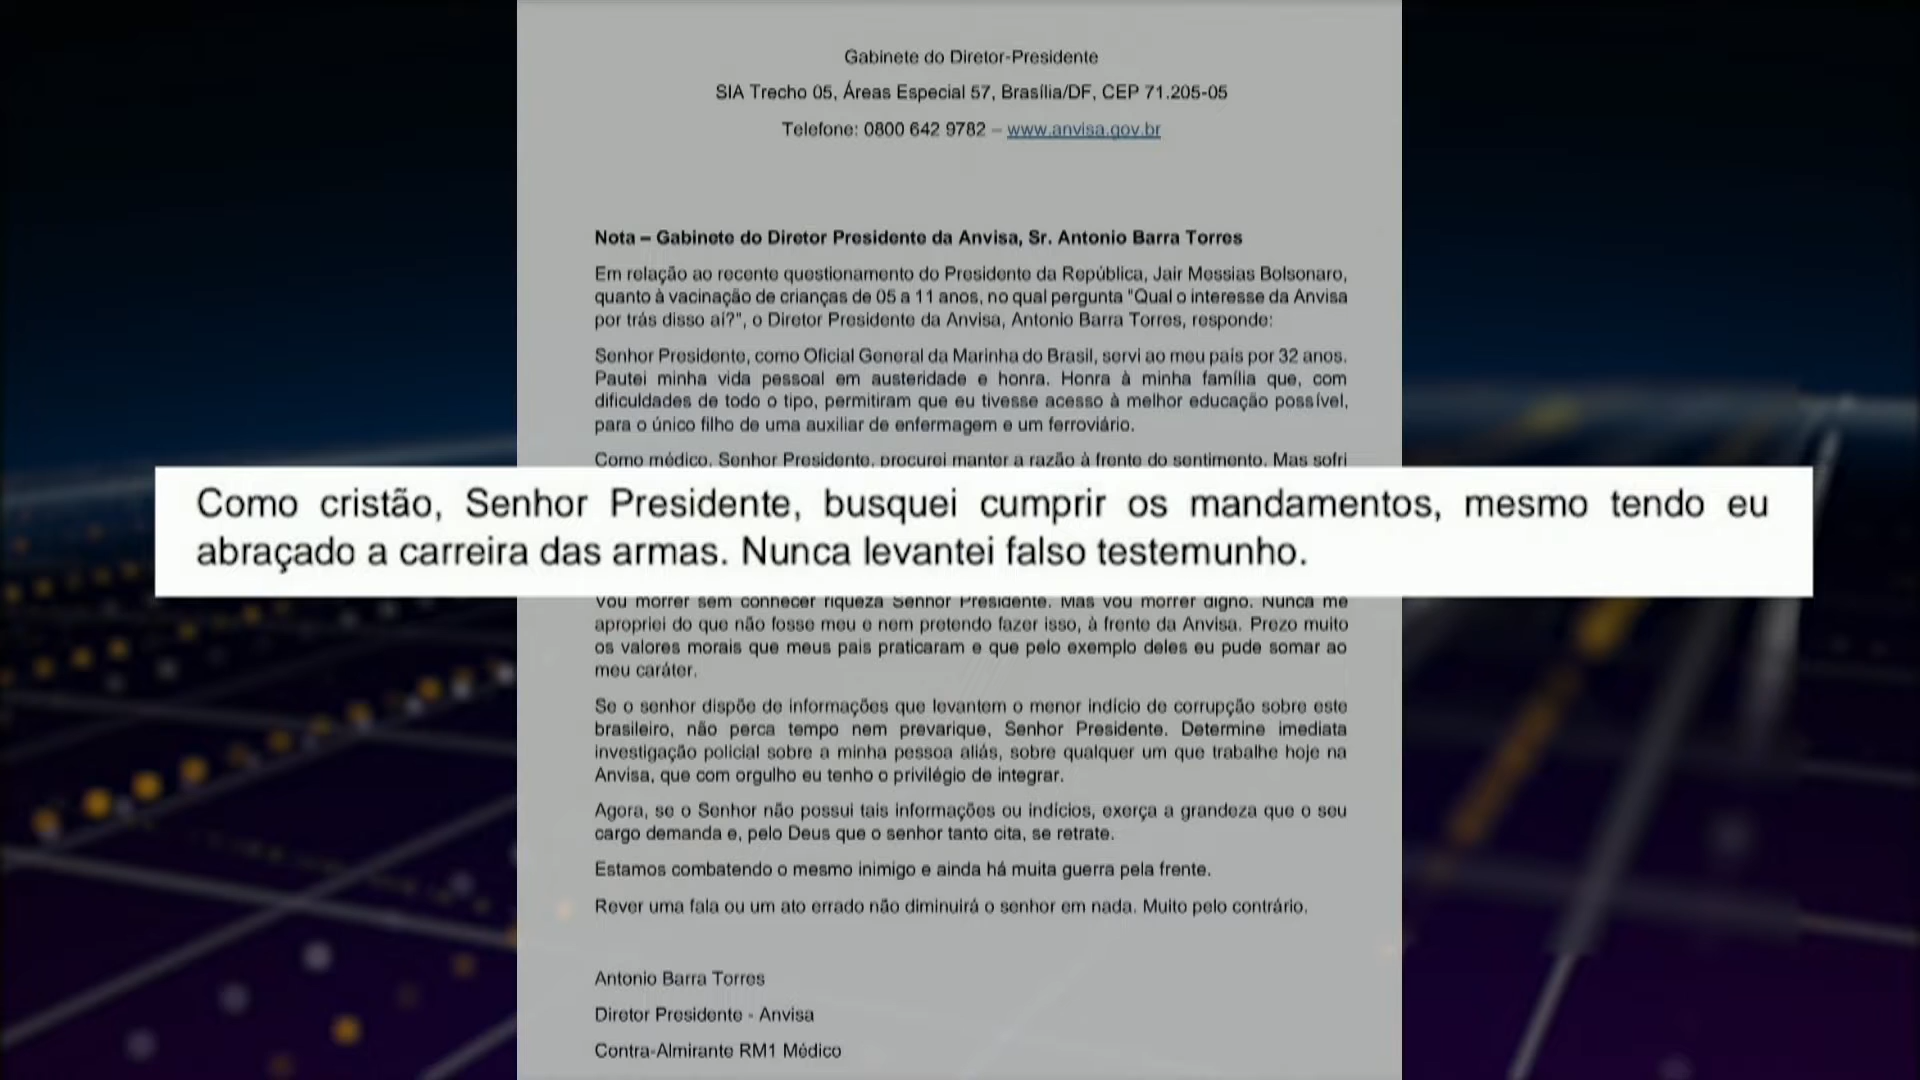 Gabinete do Diretor-Presidente
SIA Trecho 05, Áreas Especial 57, Brasília/DF, CEP 71.205-05
Telefone: 0800 642 9782 – www.anvisa.gov.br
Nota – Gabinete do Diretor Presidente da Anvisa, Sr. Antonio Barra Torres
Em relação ao recente questionamento do Presidente da República, Jair Messias Bolsonaro,
quanto à vacinação de crianças de 05 a 11 anos, no qual pergunta "Qual o interesse da Anvisa
por trás disso aí?", o Diretor Presidente da Anvisa, Antonio Barra Torres, responde:
Senhor Presidente, como Oficial General da Marinha do Brasil, servi ao meu país por 32 anos.
Pautei minha vida pessoal em austeridade e honra. Honra à minha família que, com
dificuldades de todo o tipo, permitiram que eu tivesse acesso à melhor educação possível,
para o único filho de uma auxiliar de enfermagem e um ferroviário.
Como médico, Senhor Presidente, procurei manter a razão à frente do sentimento. Mas sofri
Como cristão, Senhor Presidente, busquei cumprir os mandamentos, mesmo tendo eu
abraçado a carreira das armas. Nunca levantei falso testemunho.
Vou morrer sem conhecer riqueza Senhor Presidente. Mas vou morrer digno. Nunca me
apropriei do que não fosse meu e nem pretendo fazer isso, à frente da Anvisa. Prezo muito
os valores morais que meus pais praticaram e que pelo exemplo deles eu pude somar ao
meu caráter.
Se o senhor dispõe de informações que levantem o menor indício de corrupção sobre este
brasileiro, não perca tempo nem prevarique, Senhor Presidente. Determine imediata
investigação policial sobre a minha pessoa aliás, sobre qualquer um que trabalhe hoje na
Anvisa, que com orgulho eu tenho o privilégio de integrar.
Agora, se o Senhor não possui tais informações ou indícios, exerça a grandeza que o seu
cargo demanda e, pelo Deus que o senhor tanto cita, se retrate.
Estamos combatendo o mesmo inimigo e ainda há muita guerra pela frente.
Rever uma fala ou um ato errado não diminuirá o senhor em nada. Muito pelo contrário.
Antonio Barra Torres
Diretor Presidente - Anvisa
Contra-Almirante RM1 Médico